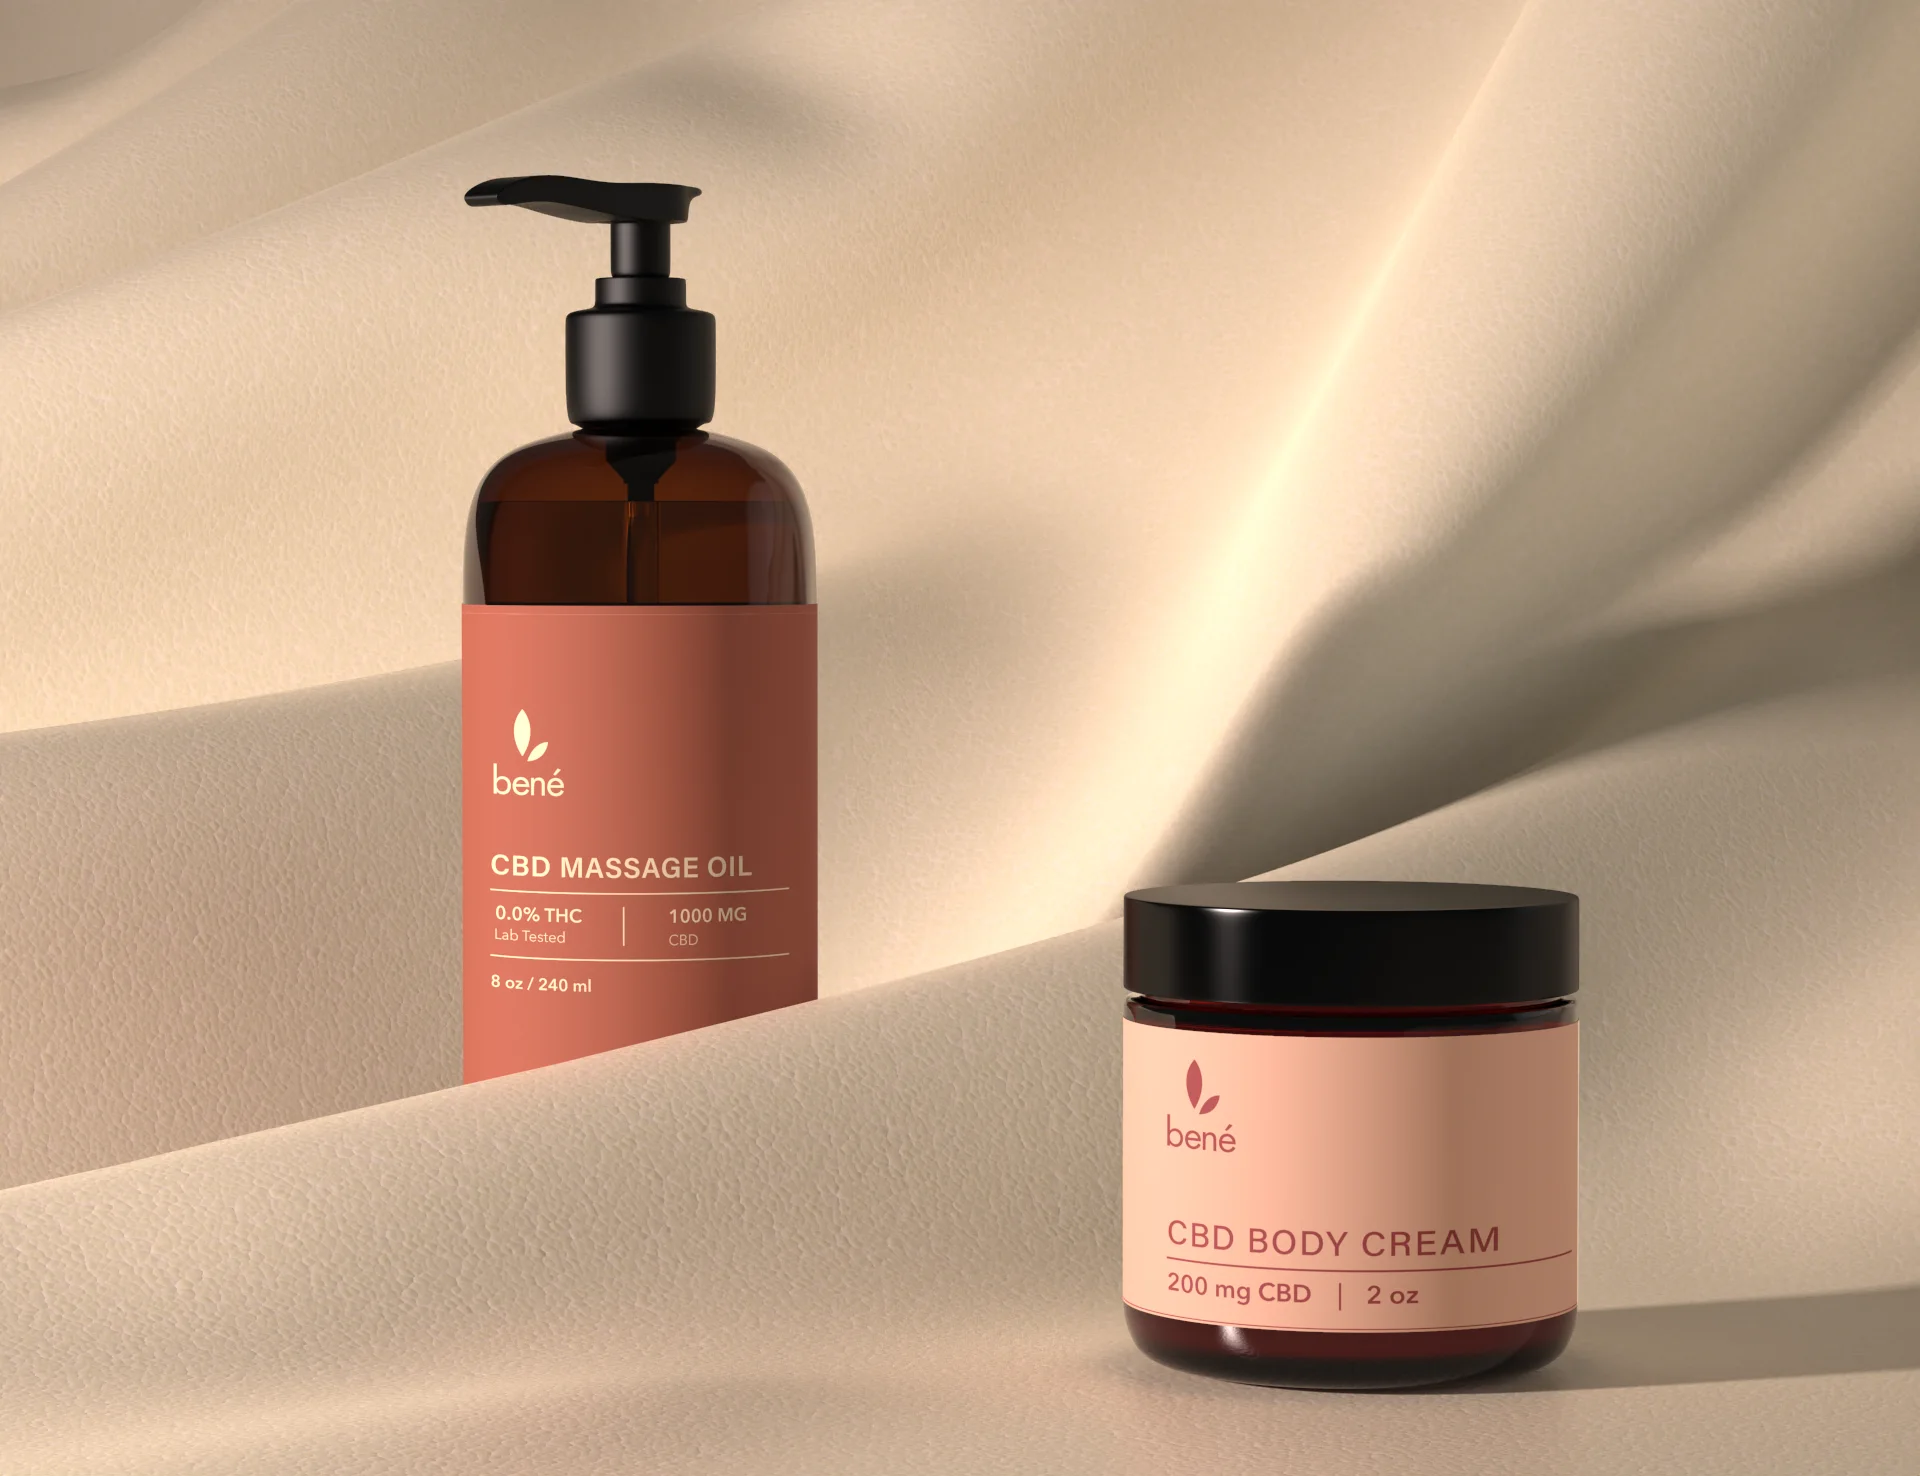 bené
CBD MASSAGE OIL
0.0% THC
Lab Tested
1000 MG
CBD
8 oz / 240 ml
bené
CBD BODY CREAM
200 mg CBD | 2 oz